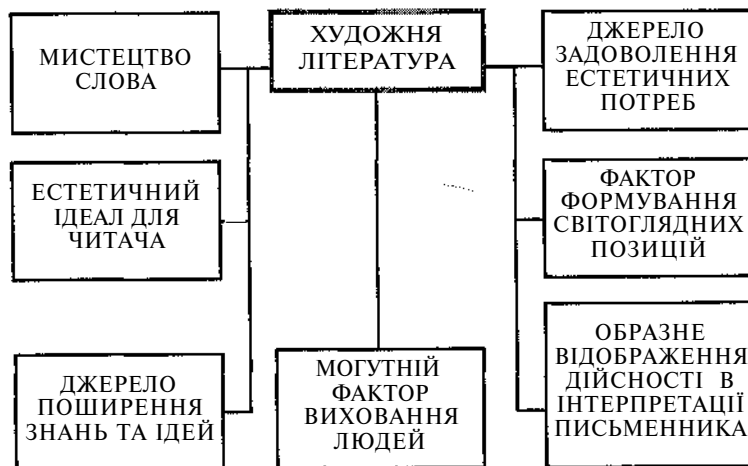 ХУДОЖНЯ
ЛІТЕРАТУРА
МИСТЕЦТВО
СЛОВА
ЕСТЕТИЧНИЙ
ІДЕАЛ ДЛЯ
ЧИТАЧА
ДЖЕРЕЛО
ПОШИРЕННЯ
ЗНАНЬ ТА ІДЕЙ
МОГУТНІЙ
ФАКТОР
ВИХОВАННЯ
ЛЮДЕЙ
ДЖЕРЕЛО
ЗАДОВОЛЕННЯ
ЕСТЕТИЧНИХ
ПОТРЕБ
ФАКТОР
ФОРМУВАННЯ
СВІТОГЛЯДНИХ
ПОЗИЦІЙ
ОБРАЗНЕ
ВІДОБРАЖЕННЯ
ДІЙСНОСТІ В
ІНТЕРПРЕТАЦІЇ
ПИСЬМЕННИКА